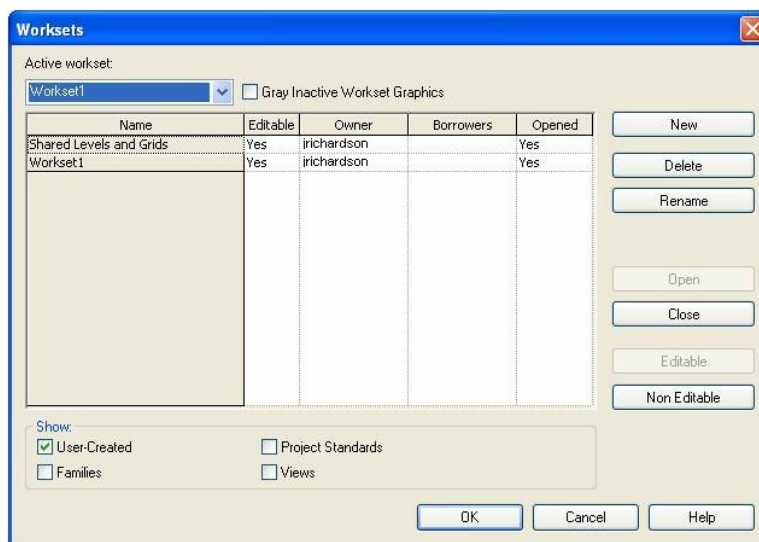 Worksets
Active workset:
Workset1
Gray Inactive Workset Graphics
Name Editable Owner Borrowers Opened
Shared Levels and Grids Yes jrichardson Yes
Workset1 Yes jrichardson Yes
New
Delete
Rename
Open
Close
Editable
Non Editable
Show:
User-Created Project Standards
Families Views
OK Cancel Help